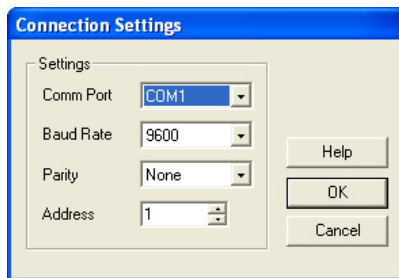 Connection Settings
Settings
Comm Port COM1
Baud Rate 9600
Parity None
Address 1
Help
OK
Cancel